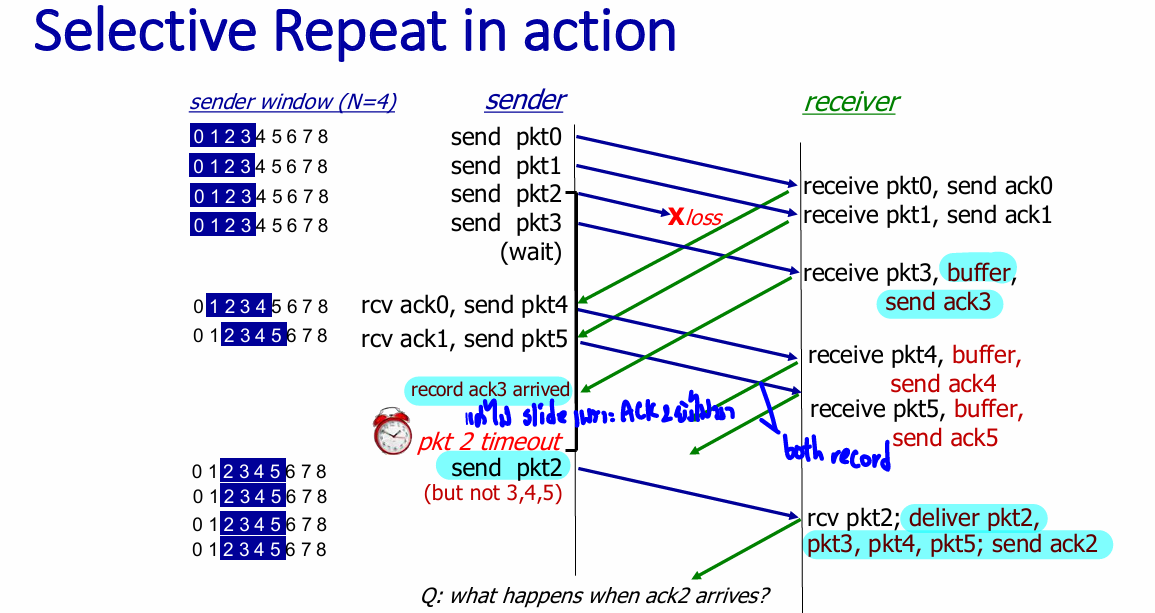 Selective Repeat in action
sender window (N=4)
sender
receiver
0 1 2 3 4 5 6 7 8
send pkt0
0 1 2 3 4 5 6 7 8
send pkt1
0 1 2 3 4 5 6 7 8
send pkt2
0 1 2 3 4 5 6 7 8
send pkt3
(wait)
X loss
receive pkt0, send ack0
receive pkt1, send ack1
receive pkt3, buffer,
send ack3
0 1 2 3 4 5 6 7 8
rcv ack0, send pkt4
0 1 2 3 4 5 6 7 8
rcv ack1, send pkt5
receive pkt4, buffer,
send ack4
receive pkt5, buffer,
send ack5
record ack3 arrived
slide ACK 2
both record
pkt 2 timeout
0 1 2 3 4 5 6 7 8
send pkt2
0 1 2 3 4 5 6 7 8
(but not 3,4,5)
0 1 2 3 4 5 6 7 8
0 1 2 3 4 5 6 7 8
rcv pkt2; deliver pkt2,
pkt3, pkt4, pkt5; send ack2
Q: what happens when ack2 arrives?